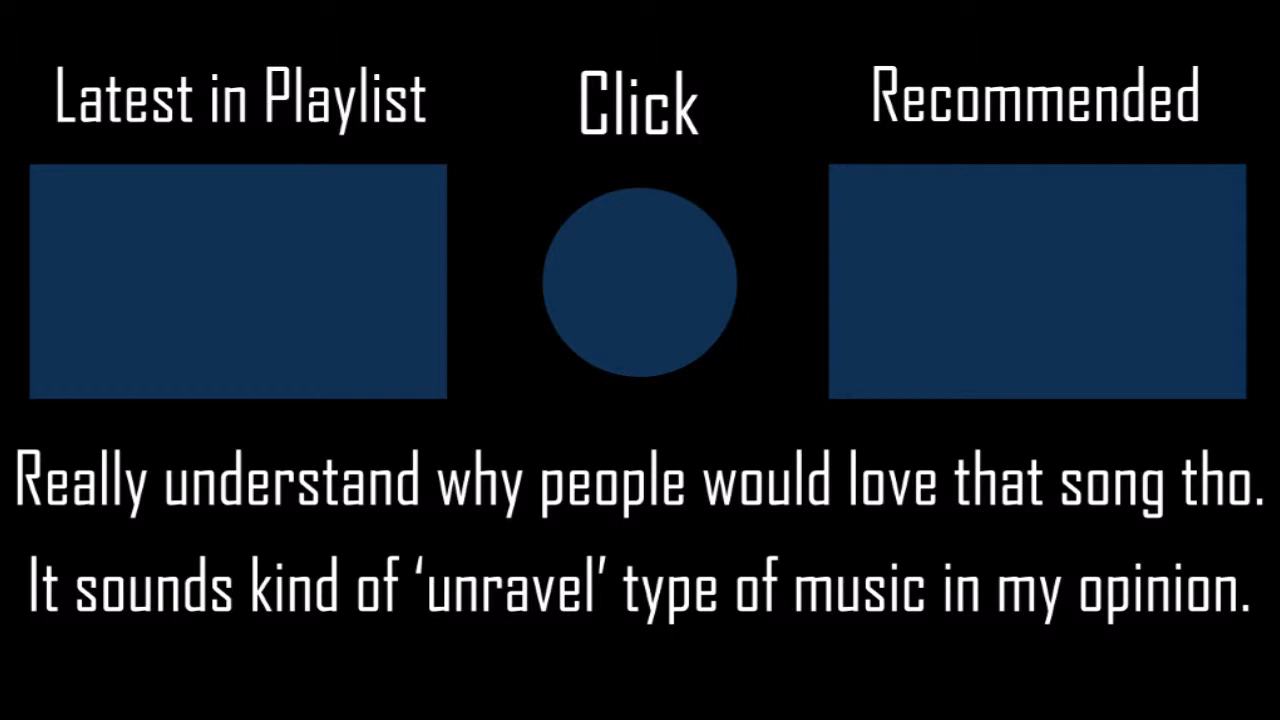 Latest in Playlist
Click
Recommended
Really understand why people would love that song tho.
It sounds kind of ‘unravel’ type of music in my opinion.